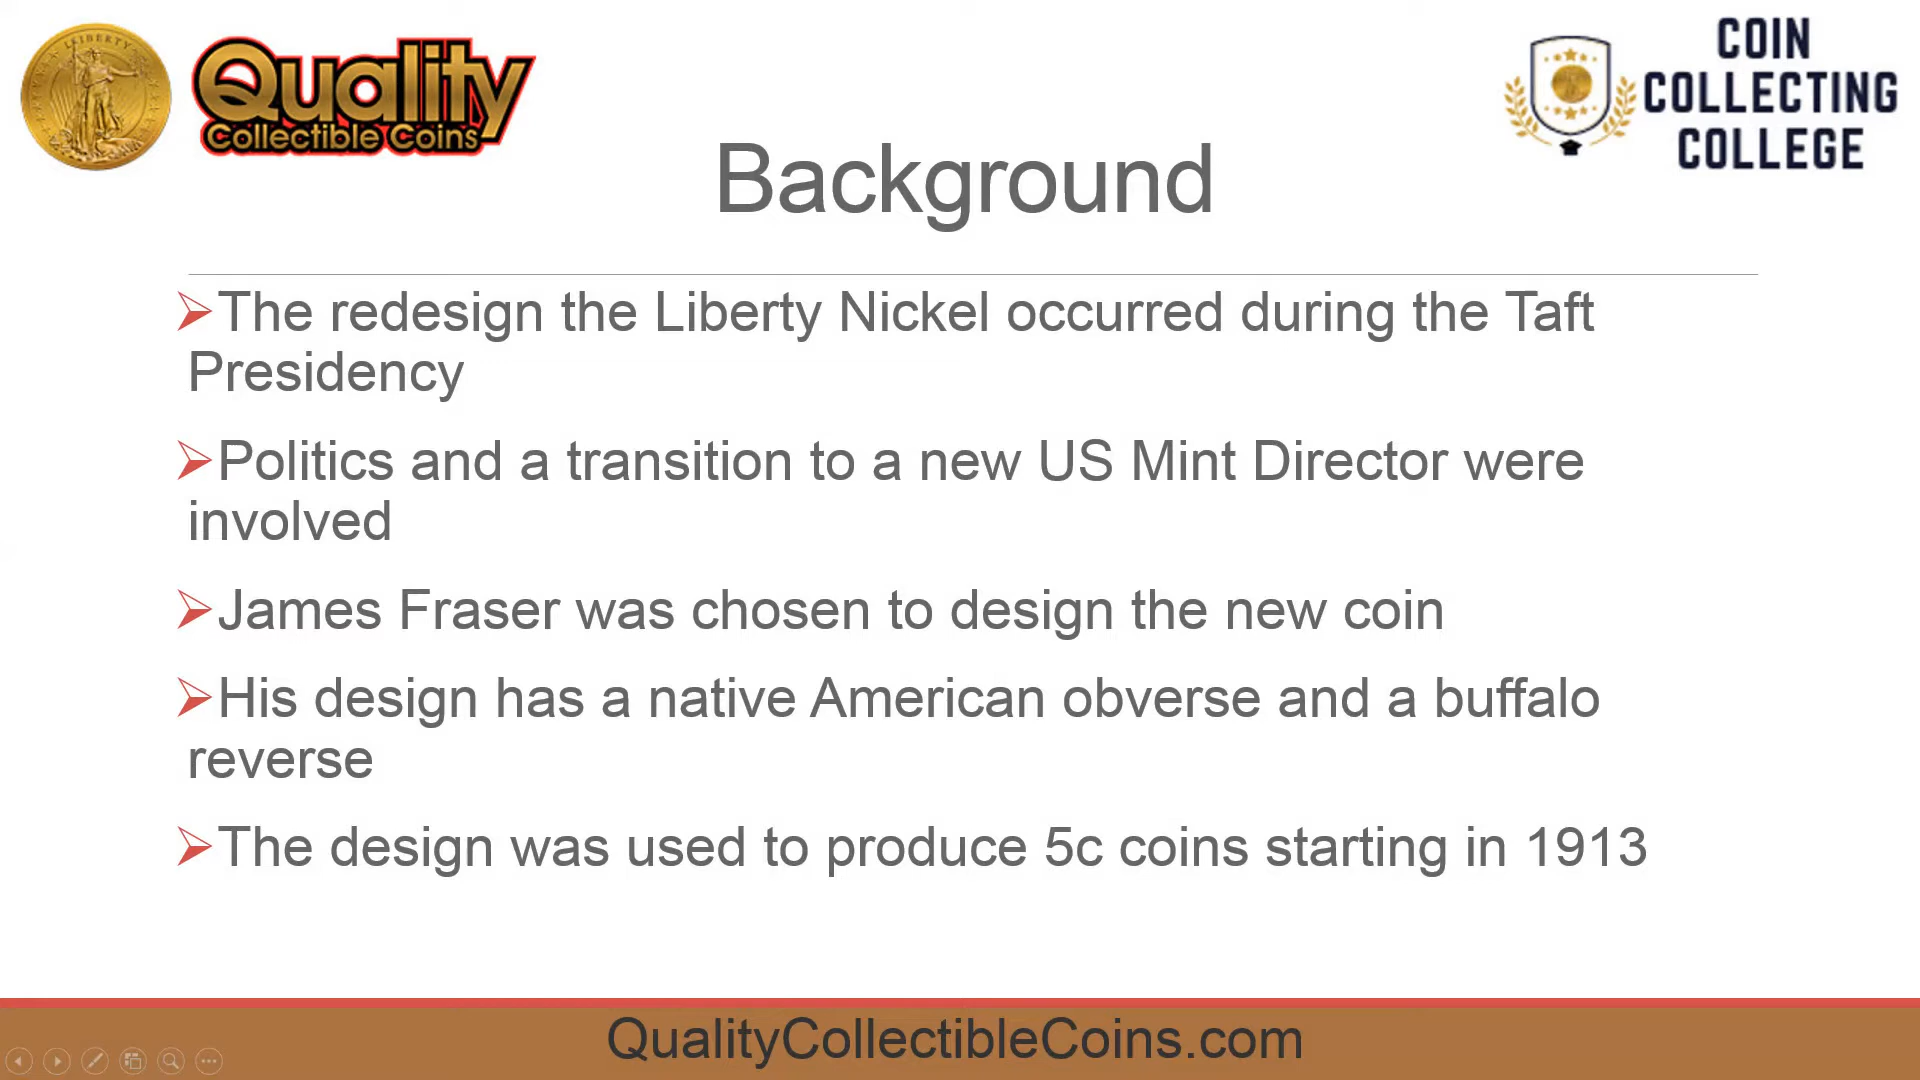 LIBERTY
Quality
Collectible Coins
COIN
COLLECTING
COLLEGE
Background
The redesign the Liberty Nickel occurred during the Taft
Presidency
Politics and a transition to a new US Mint Director were
involved
James Fraser was chosen to design the new coin
His design has a native American obverse and a buffalo
reverse
The design was used to produce 5c coins starting in 1913
QualityCollectibleCoins.com